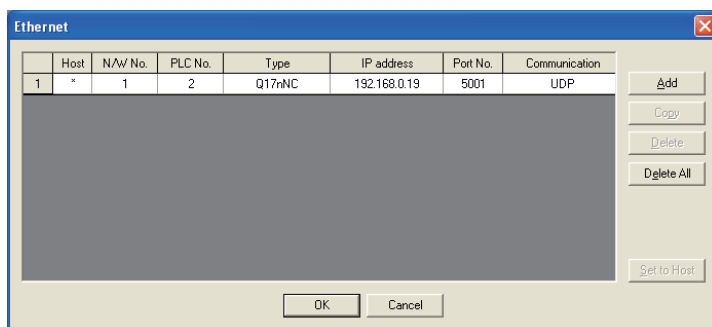 Ethernet
Host N/W No. PLC No. Type IP address Port No. Communication
1 * 1 2 Q17nNC 192.168.0.19 5001 UDP
Add
Copy
Delete
Delete All
Set to Host
OK Cancel